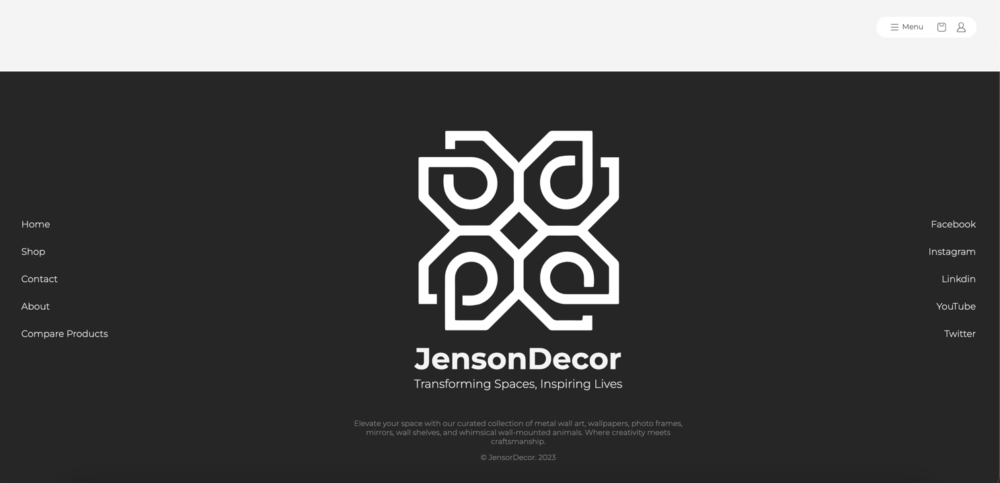 Menu
Home
Shop
Contact
About
Compare Products
JensonDecor
Transforming Spaces, Inspiring Lives
Elevate your space with our curated collection of metal wall art, wallpapers, photo frames,
mirrors, wall shelves, and whimsical wall-mounted animals. Where creativity meets
craftsmanship.
© JensorDecor. 2023
Facebook
Instagram
Linkdin
YouTube
Twitter